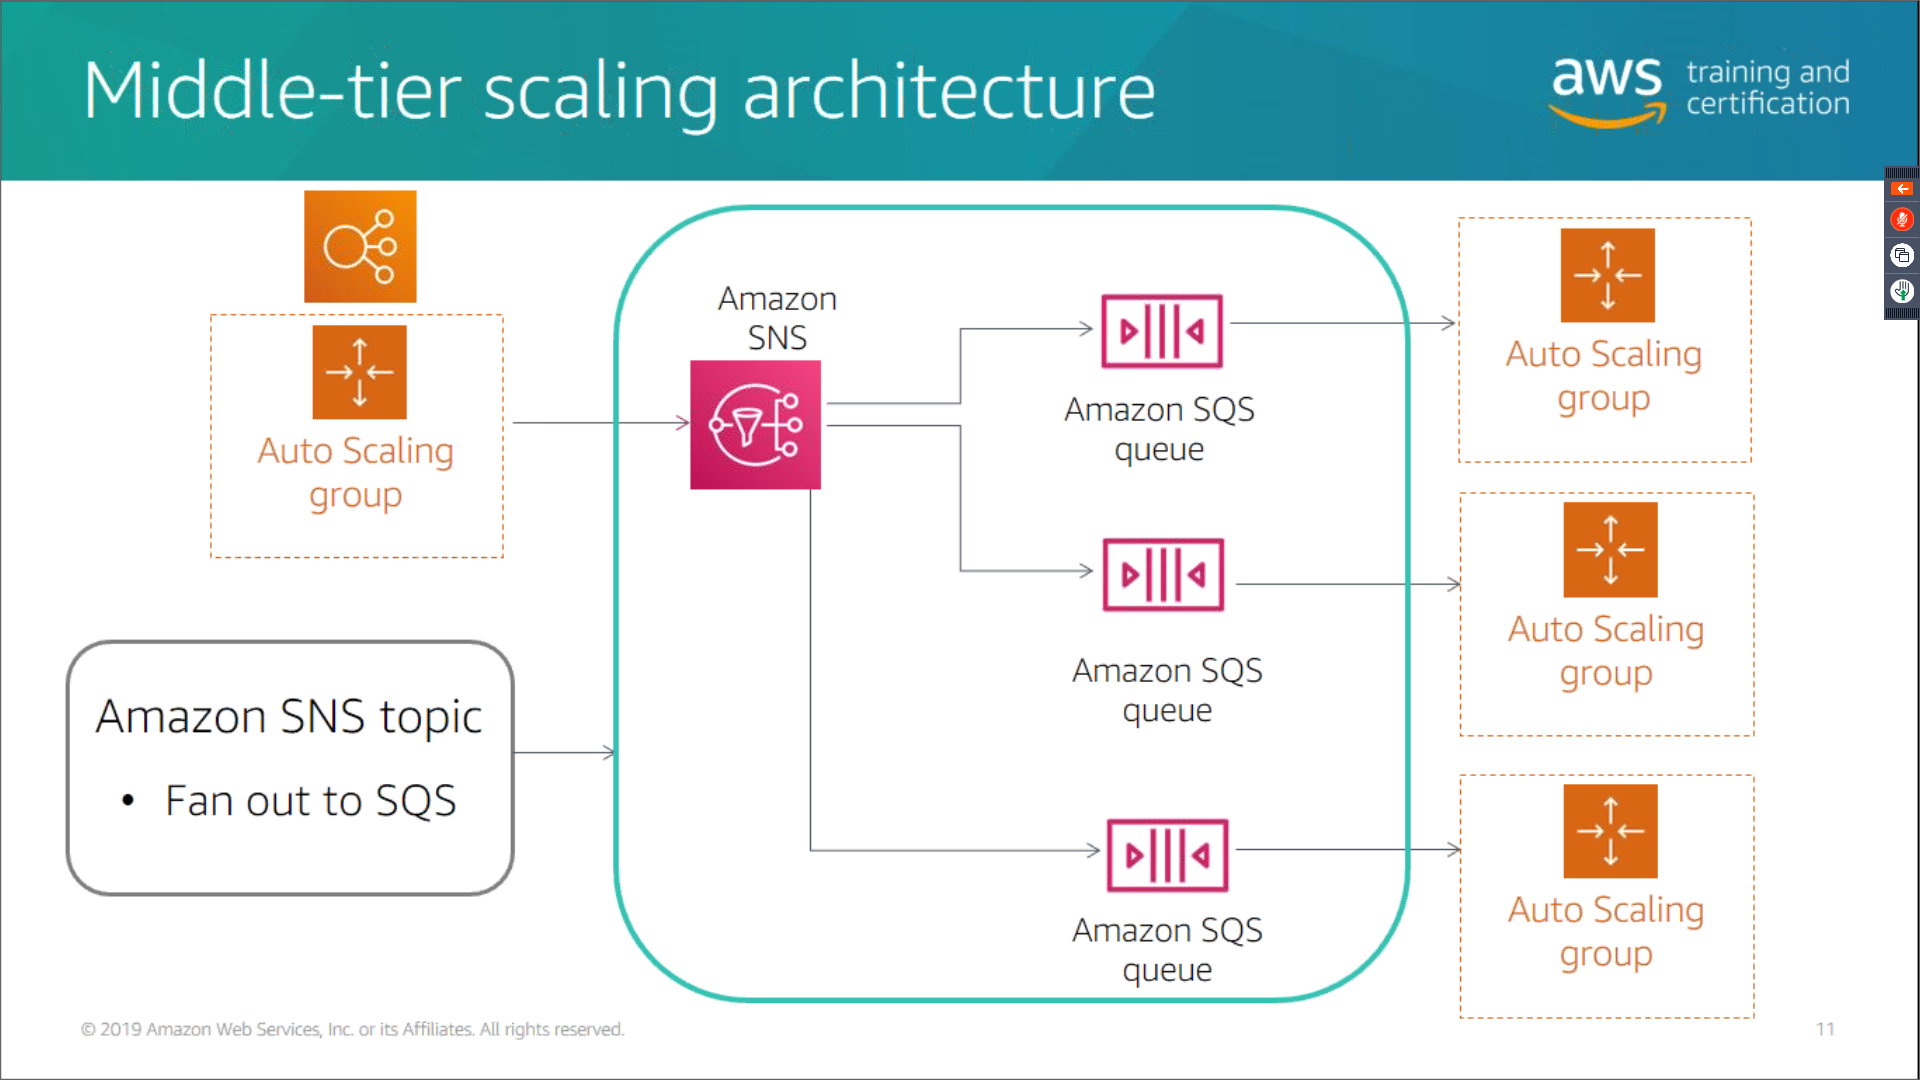 Middle-tier scaling architecture
aws training and
certification
Auto Scaling
group
Amazon SNS topic
• Fan out to SQS
Amazon
SNS
Amazon SQS
queue
Amazon SQS
queue
Amazon SQS
queue
Auto Scaling
group
Auto Scaling
group
Auto Scaling
group
© 2019 Amazon Web Services, Inc. or its Affiliates. All rights reserved.
11